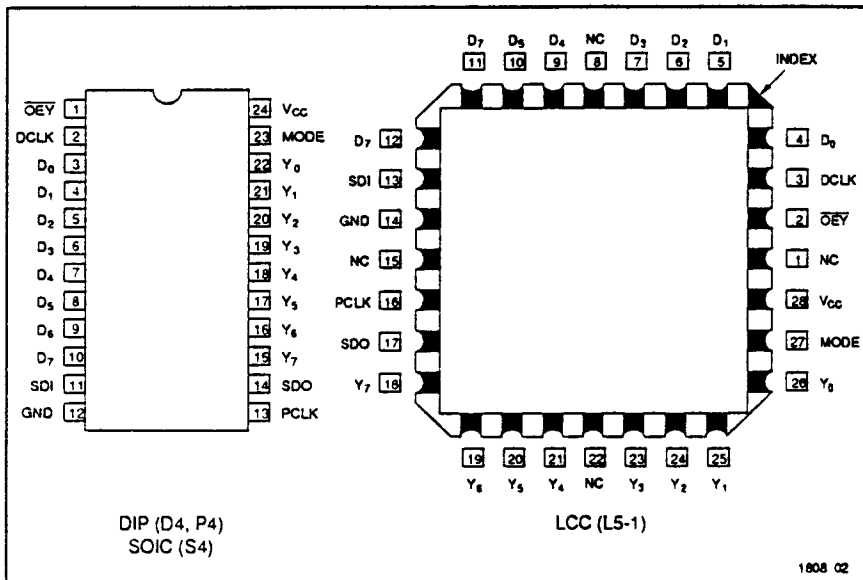 OEY 1 24 VCC
DCLK 2 23 MODE
D0 3 22 Y0
D1 4 21 Y1
D2 5 20 Y2
D3 6 19 Y3
D4 7 18 Y4
D5 8 17 Y5
D6 9 16 Y6
D7 10 15 Y7
SDI 11 14 SDO
GND 12 13 PCLK
DIP (D4, P4)
SOIC (S4)
D7 D5 D4 NC D3 D2 D1
11 10 9 8 7 6 5
INDEX
D7 12
SDI 13
GND 14
NC 15
PCLK 16
SDO 17
Y7 18
4 D0
3 DCLK
2 OEY
1 NC
28 VCC
27 MODE
26 Y0
19 20 21 22 23 24 25
Y6 Y5 Y4 NC Y3 Y2 Y1
LCC (L5-1)
1808 02